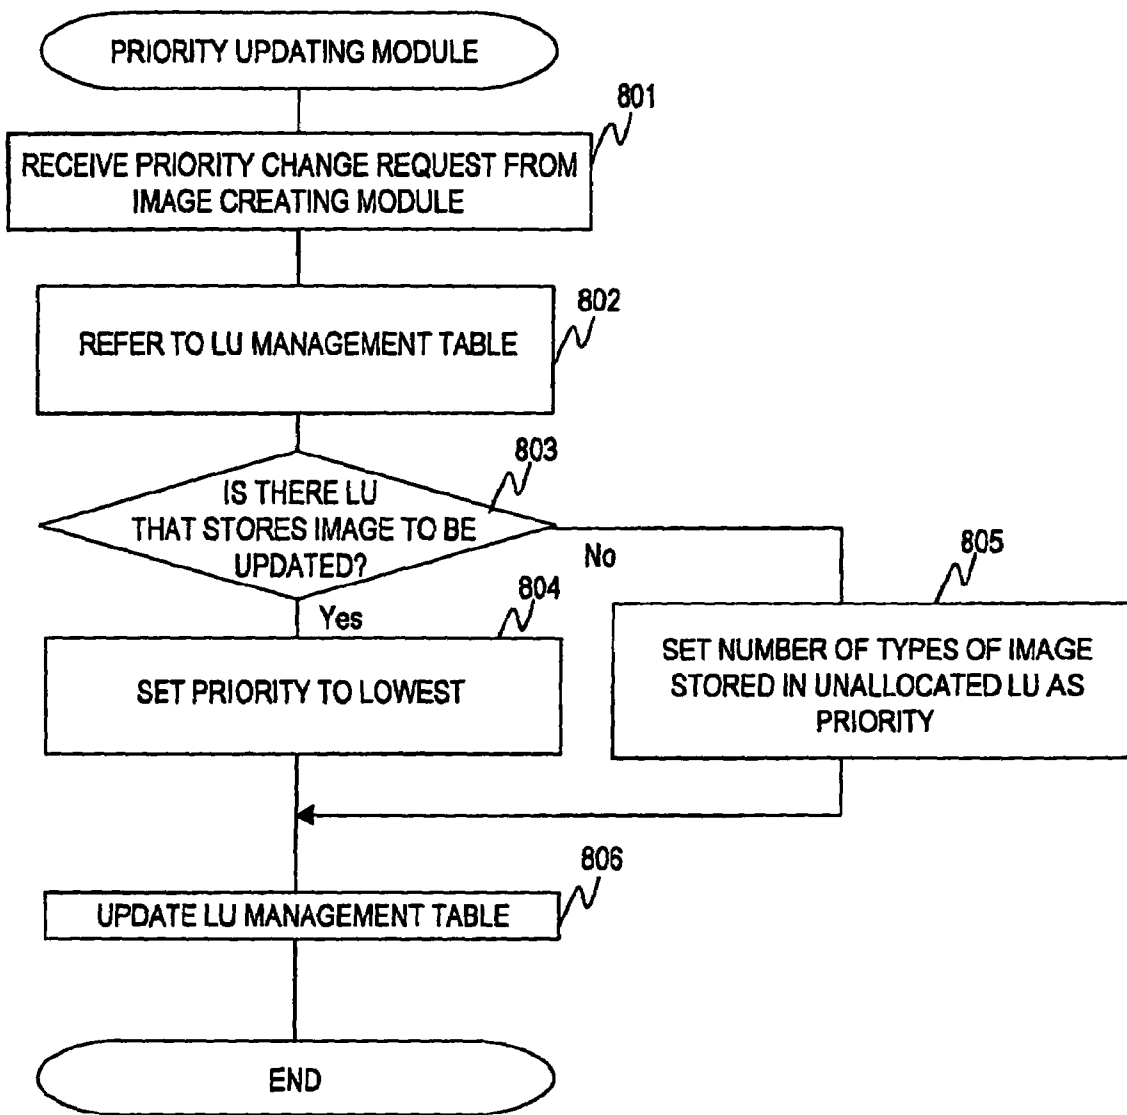 PRIORITY UPDATING MODULE
801
RECEIVE PRIORITY CHANGE REQUEST FROM
IMAGE CREATING MODULE
802
REFER TO LU MANAGEMENT TABLE
803
IS THERE LU
THAT STORES IMAGE TO BE
UPDATED?
No
Yes
804
SET PRIORITY TO LOWEST
805
SET NUMBER OF TYPES OF IMAGE
STORED IN UNALLOCATED LU AS
PRIORITY
806
UPDATE LU MANAGEMENT TABLE
END